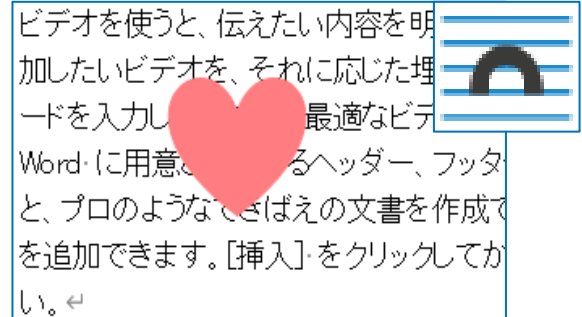 ビデオを使うと、伝えたい内容を明
加したいビデオを、それに応じた埋
ードを入力し 最適なビデ
Word に用意 るヘッダー、フッター
と、プロのようなできばえの文書を作成で
を追加できます。[挿入] をクリックしてか
い。↵